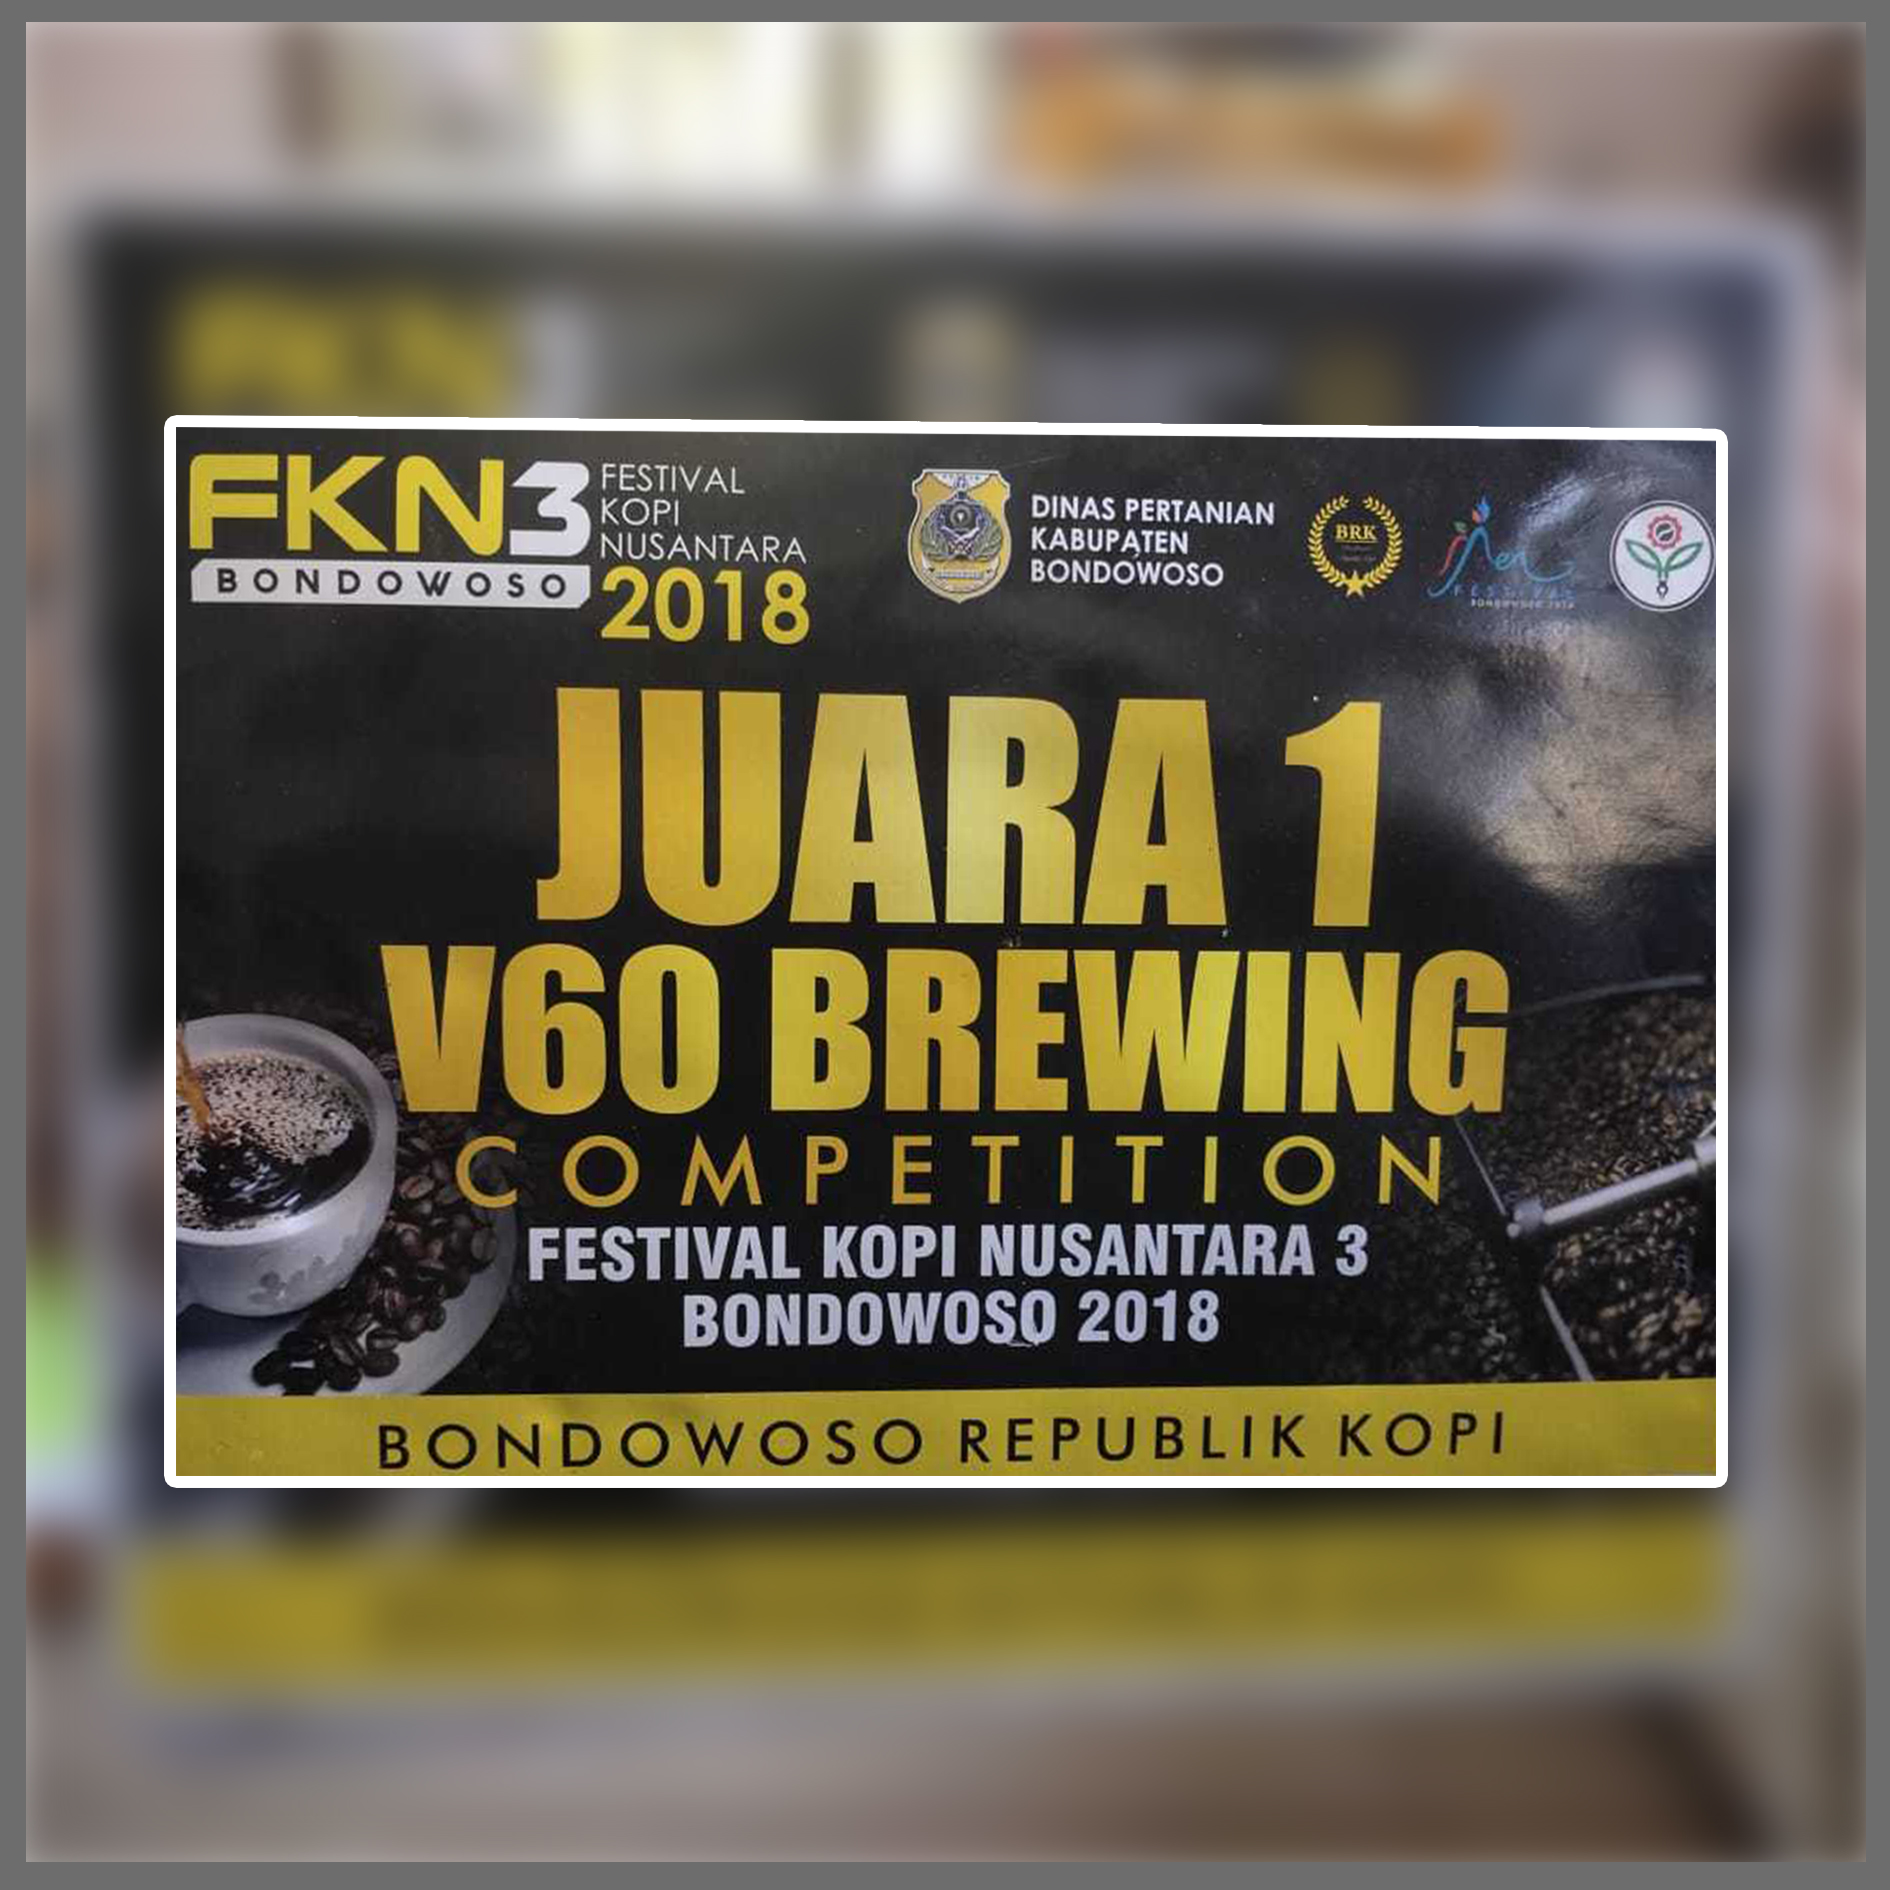 FKN3
BONDOWOSO
FESTIVAL
KOPI
NUSANTARA
2018
DINAS PERTANIAN
KABUPATEN
BONDOWOSO
BRK
FESTIVAL
JUARA 1
V60 BREWING
COMPETITION
FESTIVAL KOPI NUSANTARA 3
BONDOWOSO 2018
BONDOWOSO REPUBLIK KOPI